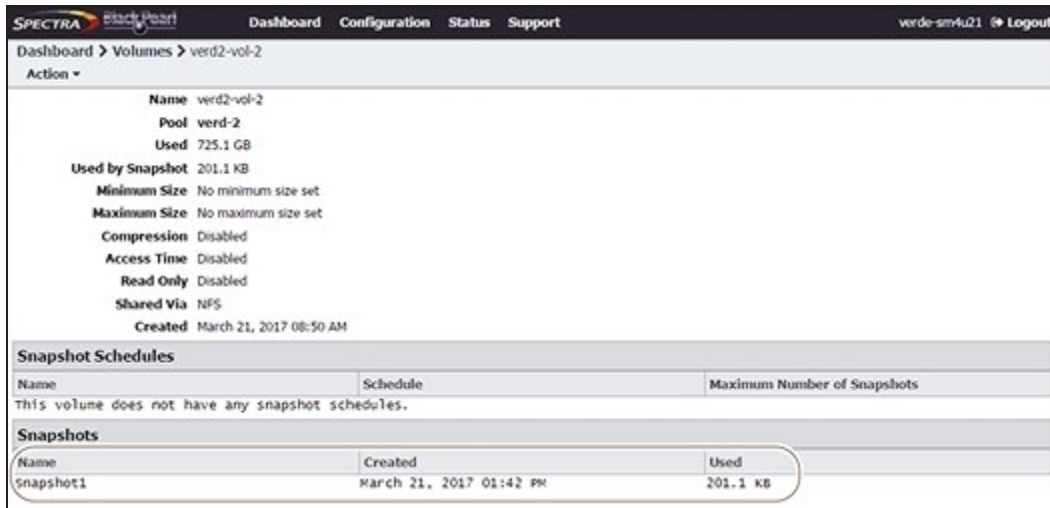 SPECTRA BlackPearl Dashboard Configuration Status Support verde-sm4u21 Logout
Dashboard > Volumes > verd2-vol-2
Action
Name verd2-vol-2
Pool verd-2
Used 725.1 GB
Used by Snapshot 201.1 KB
Minimum Size No minimum size set
Maximum Size No maximum size set
Compression Disabled
Access Time Disabled
Read Only Disabled
Shared Via NFS
Created March 21, 2017 08:50 AM
Snapshot Schedules
Name Schedule Maximum Number of Snapshots
This volume does not have any snapshot schedules.
Snapshots
Name Created Used
Snapshot1 March 21, 2017 01:42 PM 201.1 KB